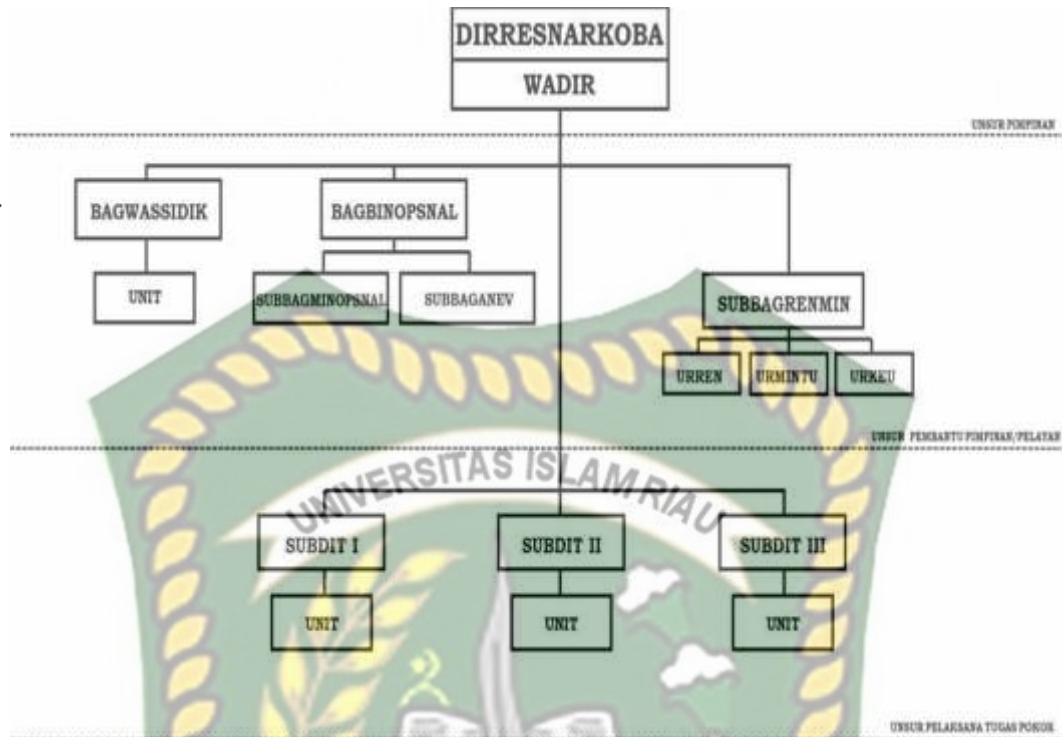 DIRRESNARKOBA
WADIR
UNSUR PIMPINAN
BAGWASSIDIK
BAGBINOPSNAL
UNIT
SUBBAGMINOPSNAL
SUBBAGANEV
SUBBAGRENMIN
URREN
URMINTU
URKEU
UNSUR PEMBANTU PIMPINAN/PELAYAN
UNIVERSITAS ISLAM RIAU
SUBDIT I
SUBDIT II
SUBDIT III
UNIT
UNIT
UNIT
UNSUR PELAKSANA TUGAS POKOK